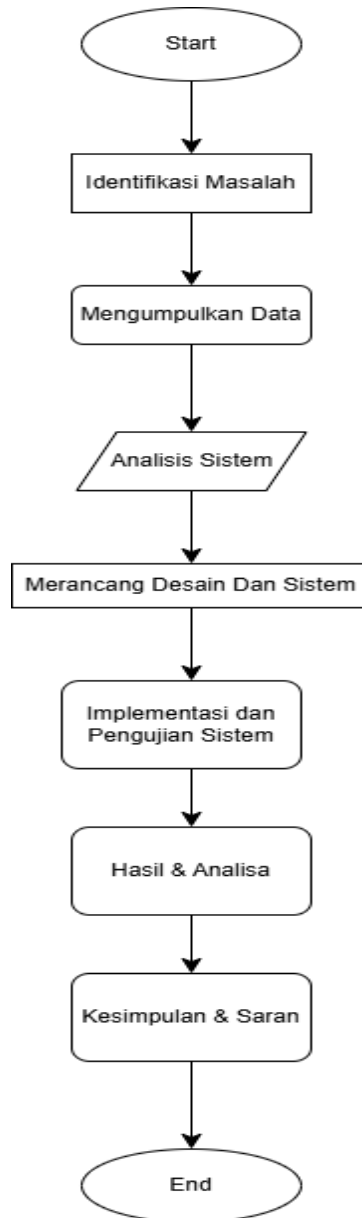 Start
Identifikasi Masalah
Mengumpulkan Data
Analisis Sistem
Merancang Desain Dan Sistem
Implementasi dan
Pengujian Sistem
Hasil & Analisa
Kesimpulan & Saran
End